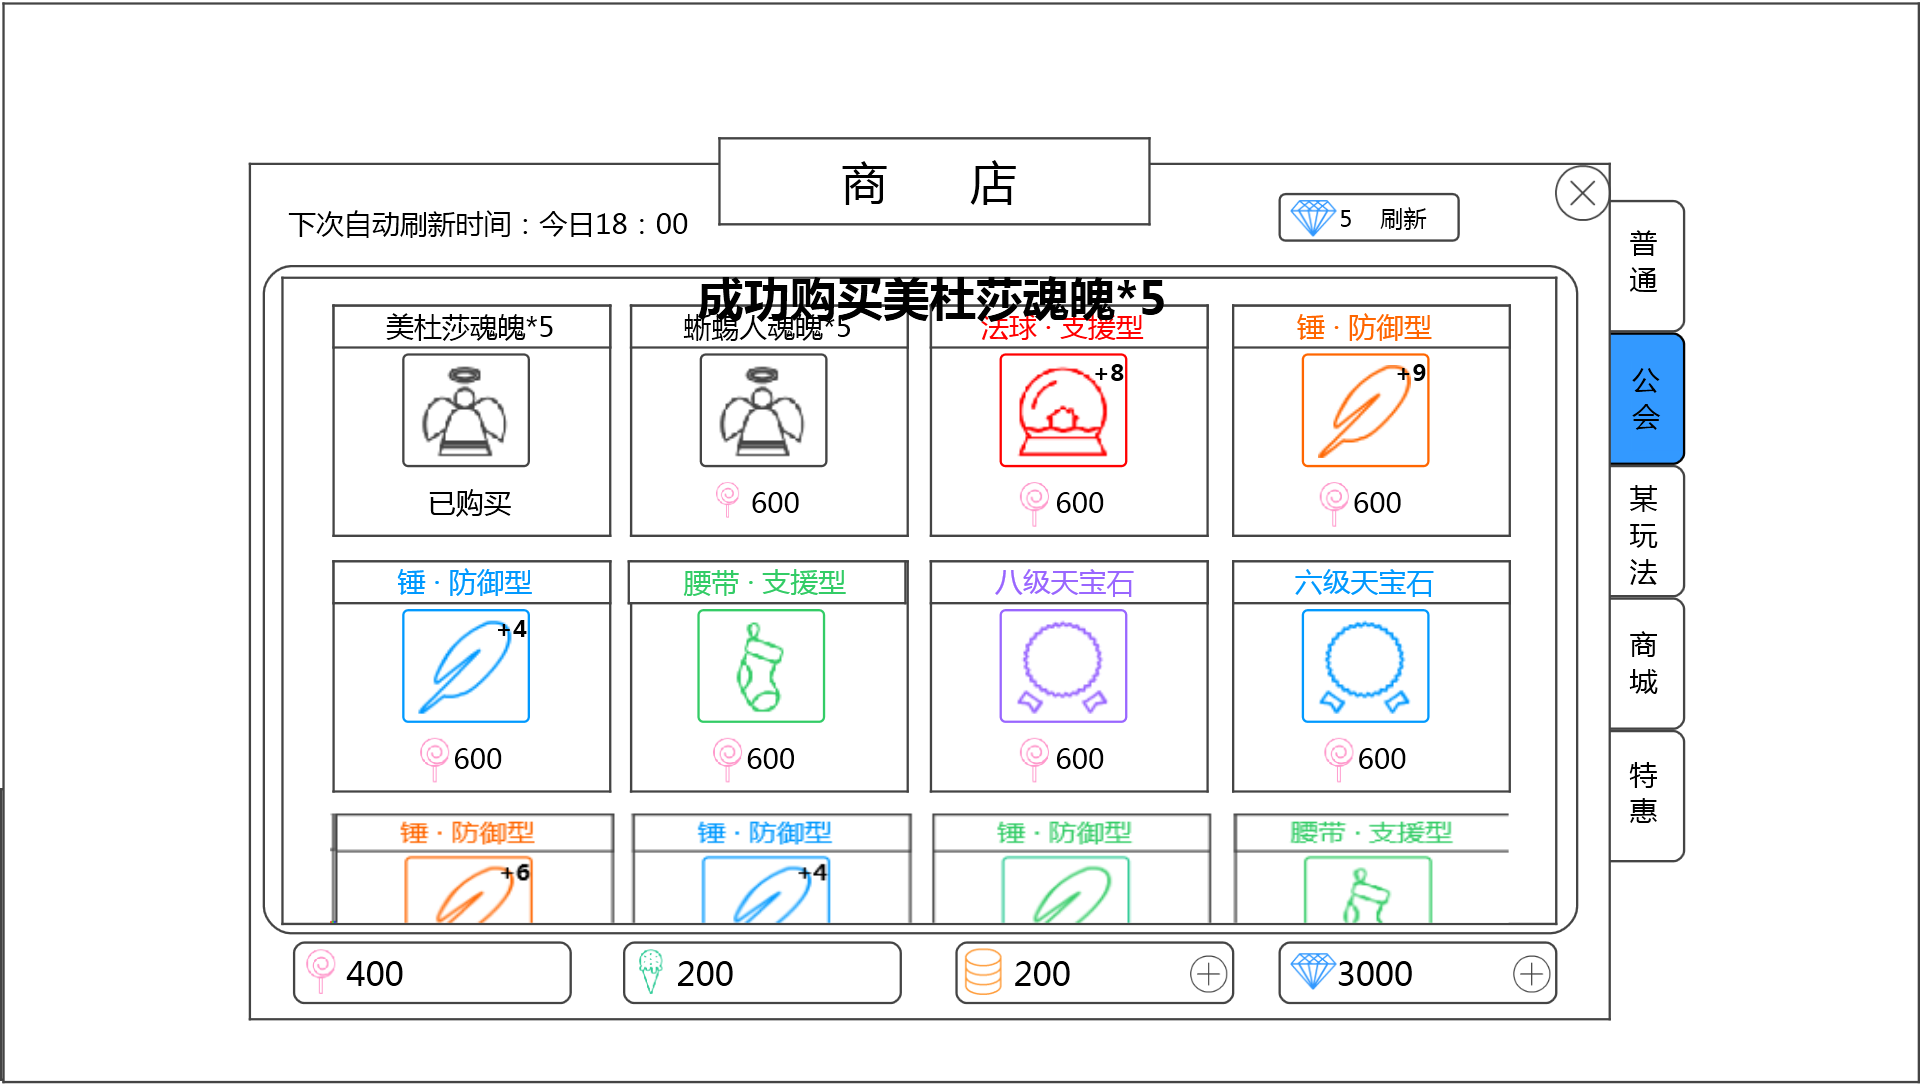 商 店
下次自动刷新时间：今日18：00
5 刷新
成功购买美杜莎魂魄*5
美杜莎魂魄*5
已购买
蜥蜴人魂魄*5
600
法球·支援型
+8
600
锤·防御型
+9
600
锤·防御型
+4
600
腰带·支援型
600
八级天宝石
600
六级天宝石
600
锤·防御型
+6
锤·防御型
+4
锤·防御型
腰带·支援型
400
200
200
3000
普
通
公
会
某
玩
法
商
城
特
惠